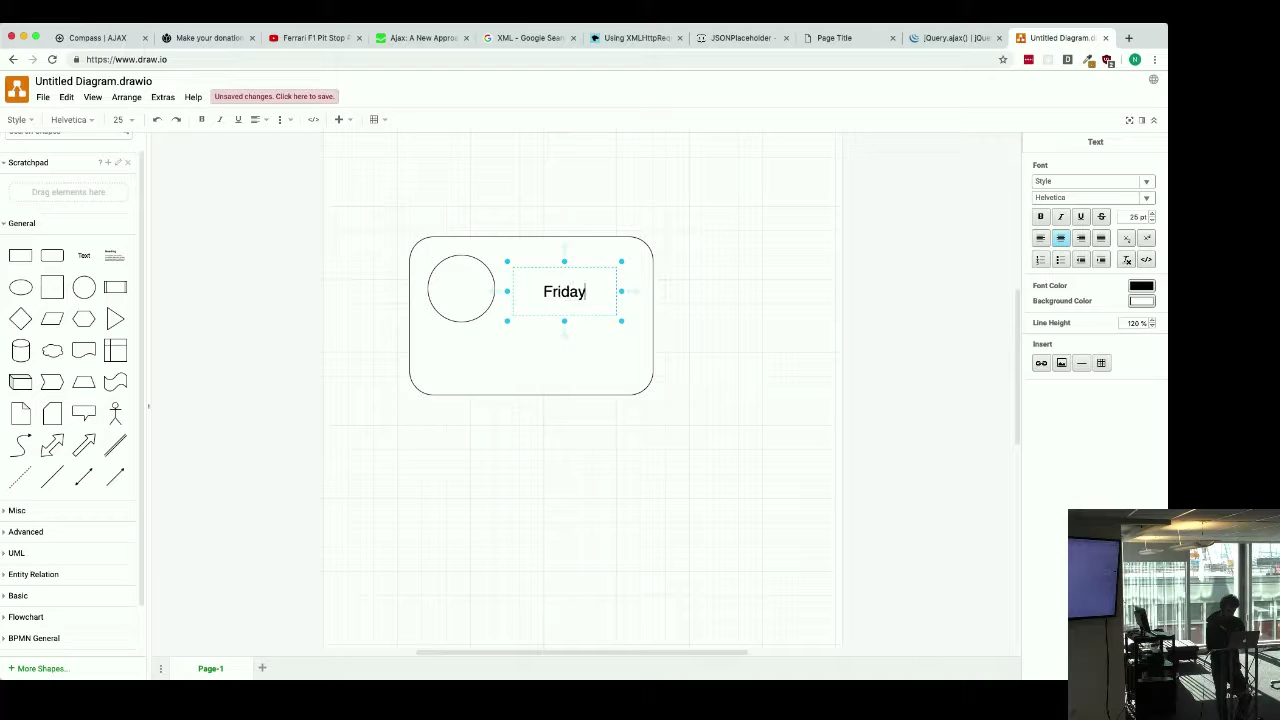 Compass | AJAX
Make your donation
Ferrari F1 Pit Stop P
Ajax: A New Approa
XML - Google Sear
Using XMLHttpReq
JSONPlaceholder -
Page Title
jQuery.ajax() | jQue
Untitled Diagram.dra
https://www.draw.io
N
Untitled Diagram.drawio
File Edit View Arrange Extras Help Unsaved changes. Click here to save.
Style Helvetica 25 B I U
Text
Scratchpad
Drag elements here
General
Text
Heading
Misc
Advanced
UML
Entity Relation
Basic
Flowchart
BPMN General
+ More Shapes...
Friday
Page-1
Font
Style
Helvetica
B I U S 25 pt
Font Color
Background Color
Line Height 120 %
Insert